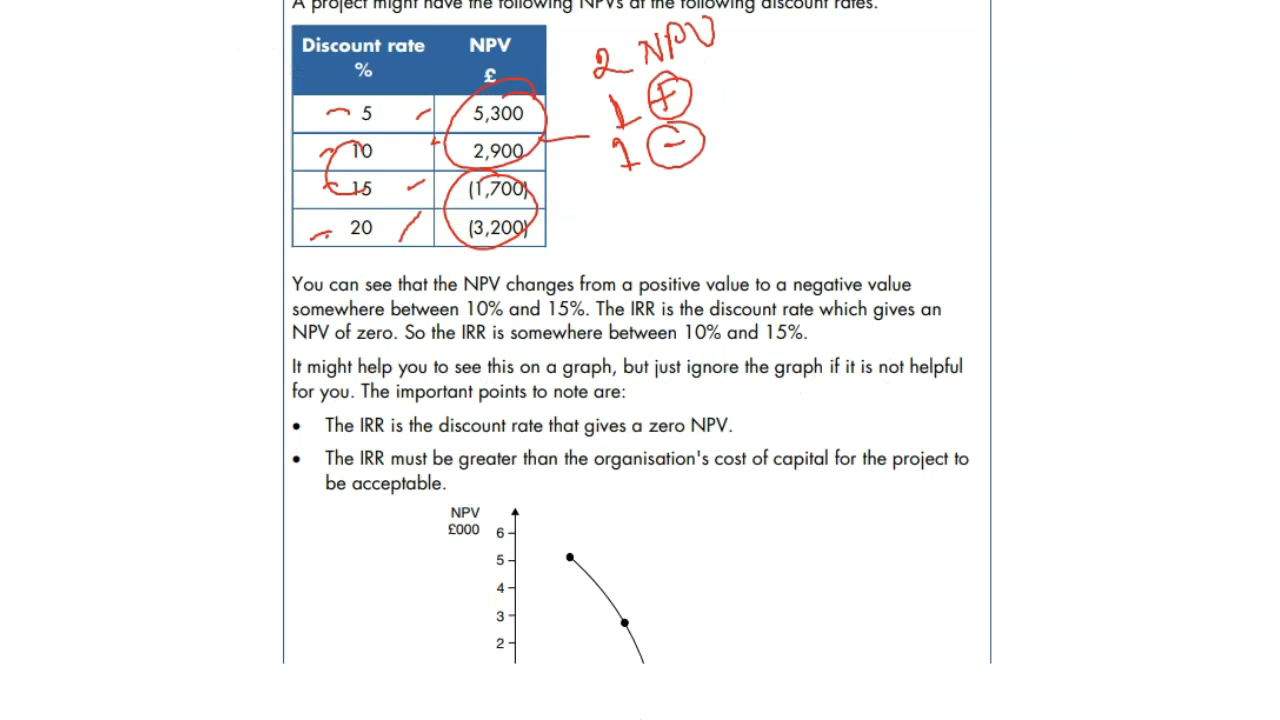 A project might have the following NPVs at the following discount rates.
Discount rate NPV
% £
5 5,300
10 2,900
15 (1,700)
20 (3,200)
2 NPV
1 +
1 -
You can see that the NPV changes from a positive value to a negative value
somewhere between 10% and 15%. The IRR is the discount rate which gives an
NPV of zero. So the IRR is somewhere between 10% and 15%.
It might help you to see this on a graph, but just ignore the graph if it is not helpful
for you. The important points to note are:
• The IRR is the discount rate that gives a zero NPV.
• The IRR must be greater than the organisation's cost of capital for the project to
be acceptable.
NPV
£000
6
5
4
3
2